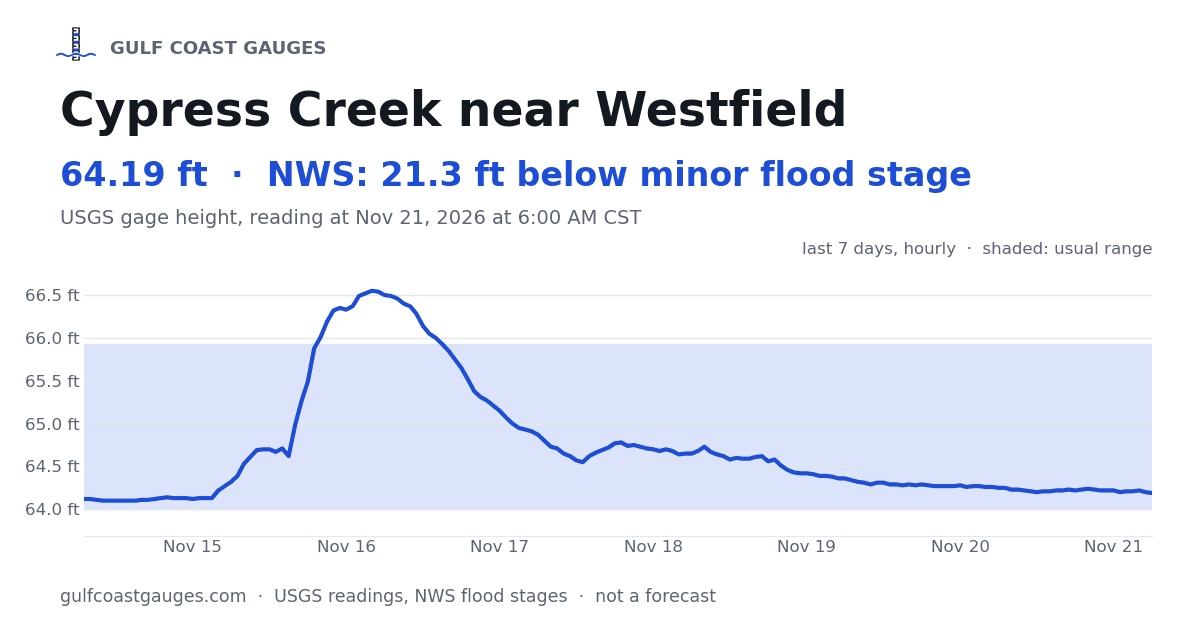 GULF COAST GAUGES
Cypress Creek near Westfield
64.19 ft · NWS: 21.3 ft below minor flood stage
USGS gage height, reading at Nov 21, 2026 at 6:00 AM CST
last 7 days, hourly · shaded: usual range
66.5 ft
66.0 ft
65.5 ft
65.0 ft
64.5 ft
64.0 ft
Nov 15 Nov 16 Nov 17 Nov 18 Nov 19 Nov 20 Nov 21
gulfcoastgauges.com · USGS readings, NWS flood stages · not a forecast